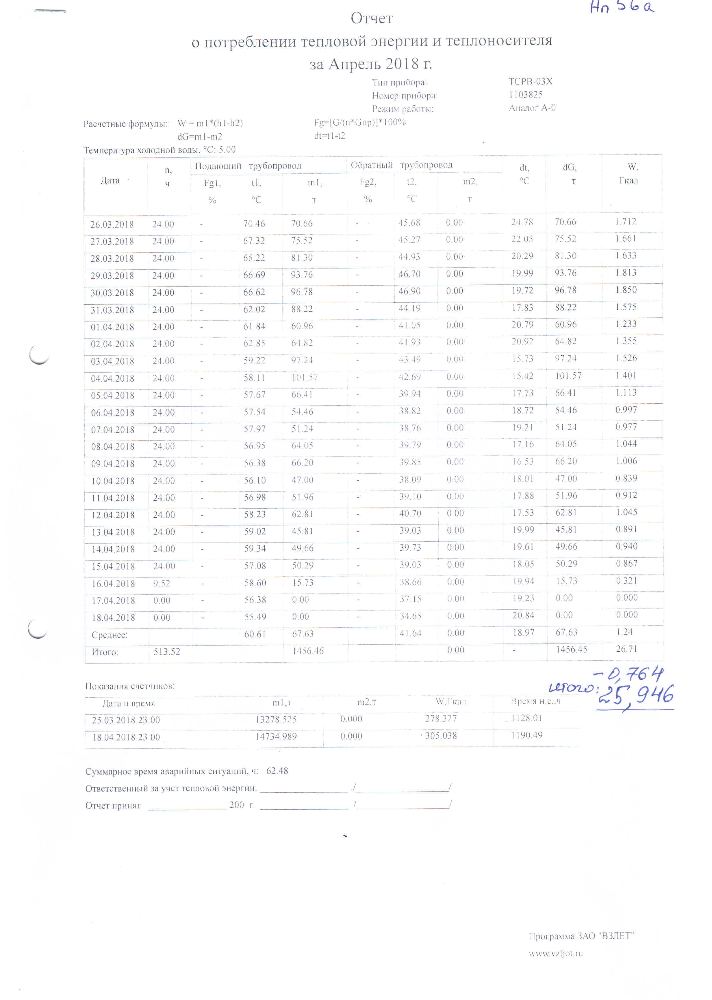 Ап 56а
Отчет
о потреблении тепловой энергии и теплоносителя
за Апрель 2018 г.
Тип прибора: ТСРВ-03Х
Номер прибора: 1103825
Режим работы: Аналог А-0
Расчетные формулы: W = m1*(h1-h2) Fg=[G/(n*Gпр)]*100%
dG=m1-m2 dt=t1-t2
Температура холодной воды, °С: 5.00
Дата n, ч Подающий трубопровод Обратный трубопровод dt, °С dG, т W, Гкал
Fg1, % t1, °С m1, т Fg2, % t2, °С m2, т
26.03.2018 24.00 - 70.46 70.66 - 45.68 0.00 24.78 70.66 1.712
27.03.2018 24.00 - 67.32 75.52 - 45.27 0.00 22.05 75.52 1.661
28.03.2018 24.00 - 65.22 81.30 - 44.93 0.00 20.29 81.30 1.633
29.03.2018 24.00 - 66.69 93.76 - 46.70 0.00 19.99 93.76 1.813
30.03.2018 24.00 - 66.62 96.78 - 46.90 0.00 19.72 96.78 1.850
31.03.2018 24.00 - 62.02 88.22 - 44.19 0.00 17.83 88.22 1.575
01.04.2018 24.00 - 61.84 60.96 - 41.05 0.00 20.79 60.96 1.233
02.04.2018 24.00 - 62.85 64.82 - 41.93 0.00 20.92 64.82 1.355
03.04.2018 24.00 - 59.22 97.24 - 43.49 0.00 15.73 97.24 1.526
04.04.2018 24.00 - 58.11 101.57 - 42.69 0.00 15.42 101.57 1.401
05.04.2018 24.00 - 57.67 66.41 - 39.94 0.00 17.73 66.41 1.113
06.04.2018 24.00 - 57.54 54.46 - 38.82 0.00 18.72 54.46 0.997
07.04.2018 24.00 - 57.97 51.24 - 38.76 0.00 19.21 51.24 0.977
08.04.2018 24.00 - 56.95 64.05 - 39.79 0.00 17.16 64.05 1.044
09.04.2018 24.00 - 56.38 66.20 - 39.85 0.00 16.53 66.20 1.006
10.04.2018 24.00 - 56.10 47.00 - 38.09 0.00 18.01 47.00 0.839
11.04.2018 24.00 - 56.98 51.96 - 39.10 0.00 17.88 51.96 0.912
12.04.2018 24.00 - 58.23 62.81 - 40.70 0.00 17.53 62.81 1.045
13.04.2018 24.00 - 59.02 45.81 - 39.03 0.00 19.99 45.81 0.891
14.04.2018 24.00 - 59.34 49.66 - 39.73 0.00 19.61 49.66 0.940
15.04.2018 24.00 - 57.08 50.29 - 39.03 0.00 18.05 50.29 0.867
16.04.2018 9.52 - 58.60 15.73 - 38.66 0.00 19.94 15.73 0.321
17.04.2018 0.00 - 56.38 0.00 - 37.15 0.00 19.23 0.00 0.000
18.04.2018 0.00 - 55.49 0.00 - 34.65 0.00 20.84 0.00 0.000
Среднее: 60.61 67.63 41.64 0.00 18.97 67.63 1.24
Итого: 513.52 1456.46 0.00 - 1456.45 26.71
-0,764
итого: 25,946
Показания счетчиков:
Дата и время m1,т m2,т W,Гкал Время н.с.,ч
25.03.2018 23:00 13278.525 0.000 278.327 1128.01
18.04.2018 23:00 14734.989 0.000 305.038 1190.49
Суммарное время аварийных ситуаций, ч: 62.48
Ответственный за учет тепловой энергии: ____________________ /____________________/
Отчет принят __________________ 200 г. ____________________ /____________________/
Программа ЗАО "ВЗЛЕТ"
www.vzljot.ru